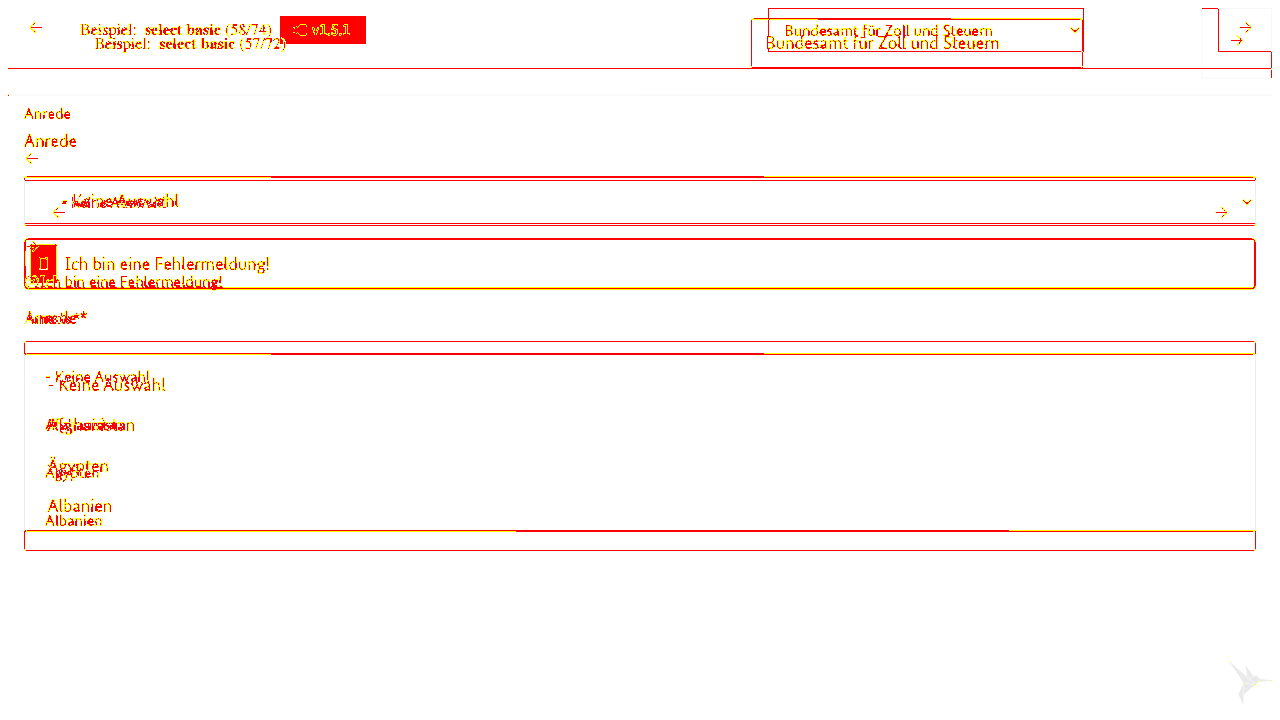 Beispiel: select basic (58/74) v1.5.1
Beispiel: select basic (57/72)
Bundesamt für Zoll und Steuern
Bundesamt für Zoll und Steuern
Anrede
Anrede
- Keine Auswahl
Ich bin eine Fehlermeldung!
Ich bin eine Fehlermeldung!
Anrede*
- Keine Auswahl
- Keine Auswahl
Afghanistan
Ägypten
Ägypten
Albanien
Albanien